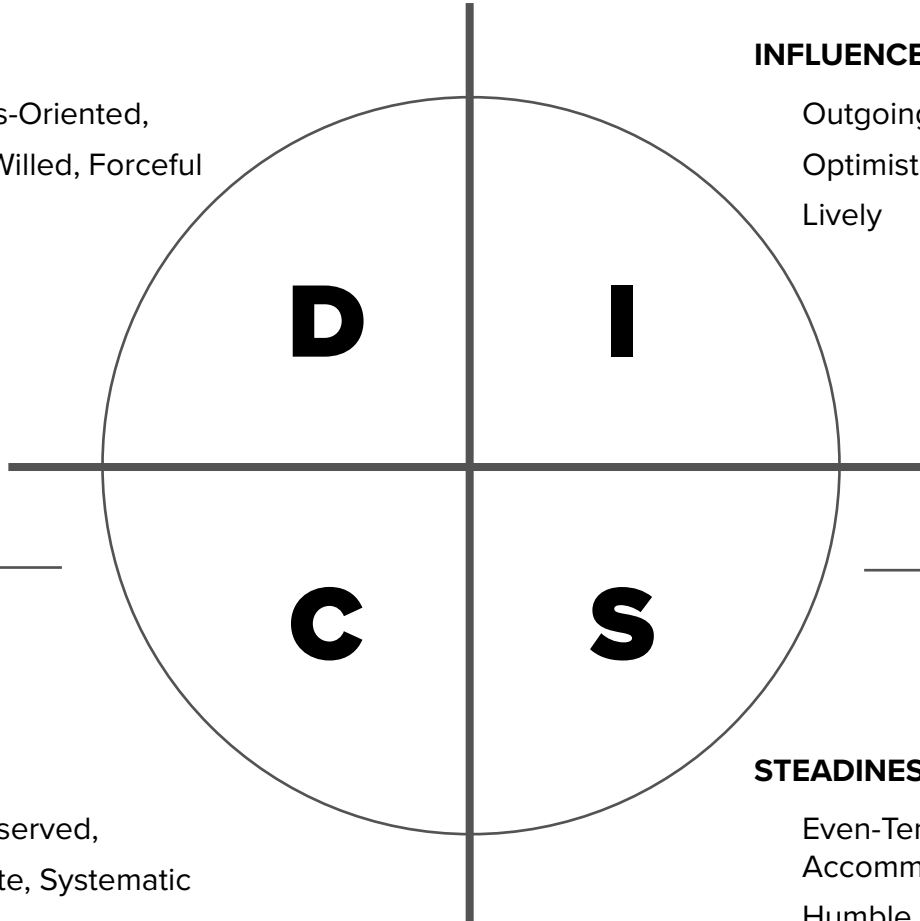 INFLUENCE
s-Oriented,
Willed, Forceful
Outgoing
Optimist
Lively
D
I
C
S
STEADINES
served,
te, Systematic
Even-Ter
Accomm
Humble